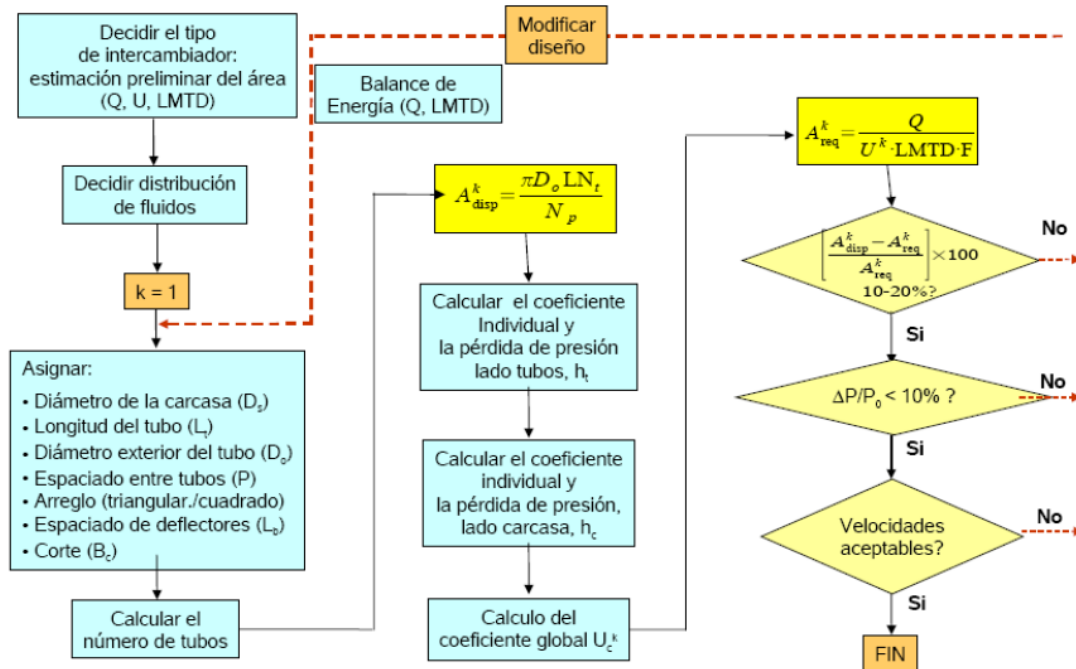 Decidir el tipo
de intercambiador:
estimación preliminar del área
(Q, U, LMTD)
Decidir distribución
de fluidos
k = 1
Asignar:
• Diámetro de la carcasa (Dₛ)
• Longitud del tubo (Lₜ)
• Diámetro exterior del tubo (Dₒ)
• Espaciado entre tubos (P)
• Arreglo (triangular./cuadrado)
• Espaciado de deflectores (L_b)
• Corte (B_c)
Calcular el
número de tubos
Modificar
diseño
Balance de
Energía (Q, LMTD)
A^k_disp = πDₒ LNₜ / Nₚ
Calcular el coeficiente
Individual y
la pérdida de presión
lado tubos, hₜ
Calcular el coeficiente
individual y
la pérdida de presión,
lado carcasa, h_c
Calculo del
coeficiente global U_c^k
A^k_req = Q / U^k·LMTD·F
[A^k_disp − A^k_req / A^k_req] × 100
10-20%?
No
Si
ΔP/P₀ < 10% ?
No
Si
Velocidades
aceptables?
No
Si
FIN